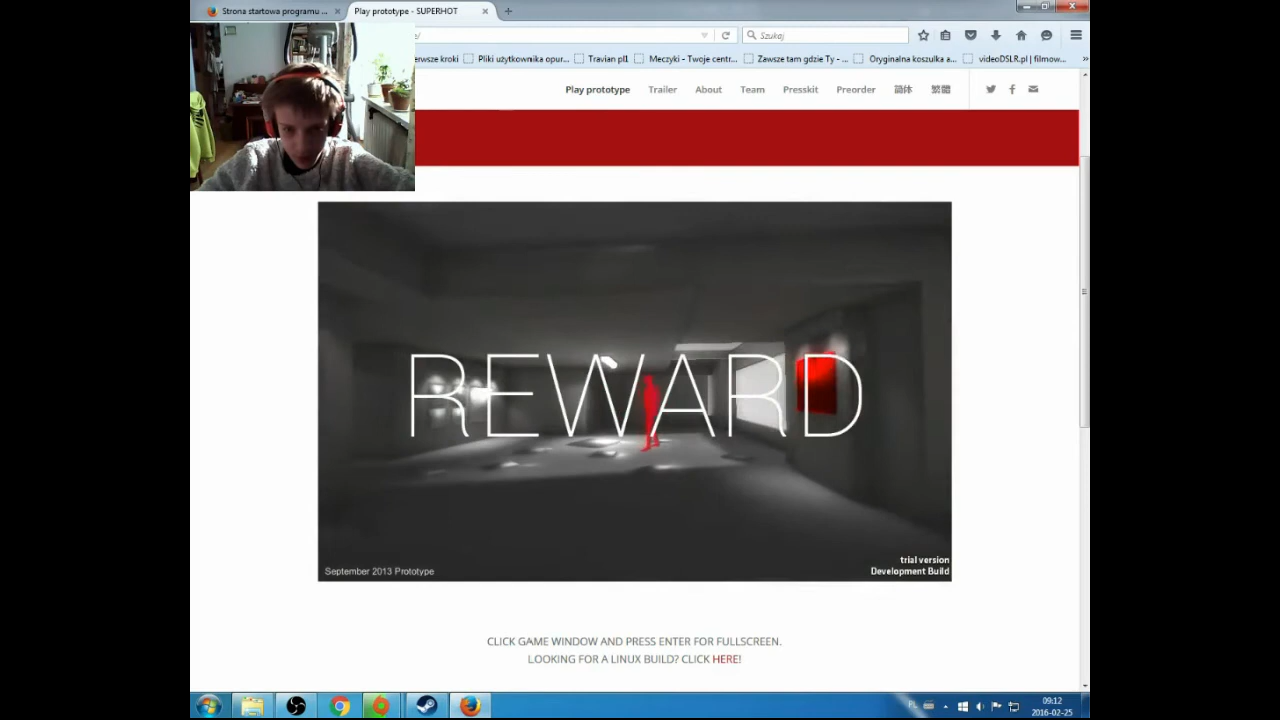 Strona startowa programu ...
Play prototype - SUPERHOT
Szukaj
erwsze kroki
Pliki użytkownika opur...
Travian pl1
Meczyki - Twoje centr...
Zawsze tam gdzie Ty - ...
Oryginalna koszulka a...
videoDSLR.pl | filmow...
Play prototype
Trailer
About
Team
Presskit
Preorder
简体
繁體
REWARD
trial version
September 2013 Prototype
Development Build
CLICK GAME WINDOW AND PRESS ENTER FOR FULLSCREEN.
LOOKING FOR A LINUX BUILD? CLICK HERE!
PL
09:12
2016-02-25